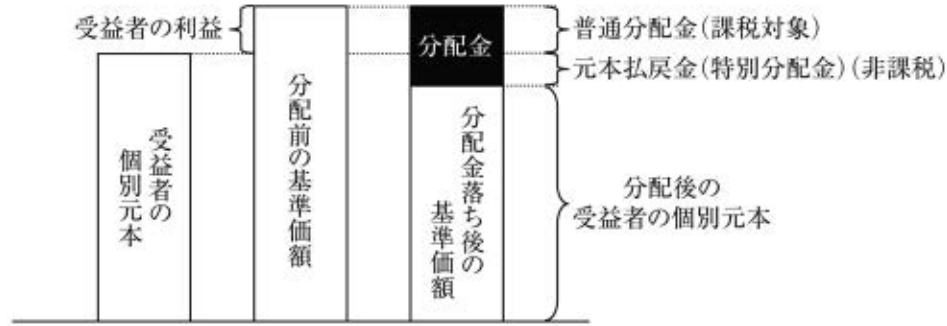 受益者の利益
受益者の
個別元本
分配前の基準価額
分配金
分配金落ち後の
基準価額
普通分配金(課税対象)
元本払戻金(特別分配金)(非課税)
分配後の
受益者の個別元本